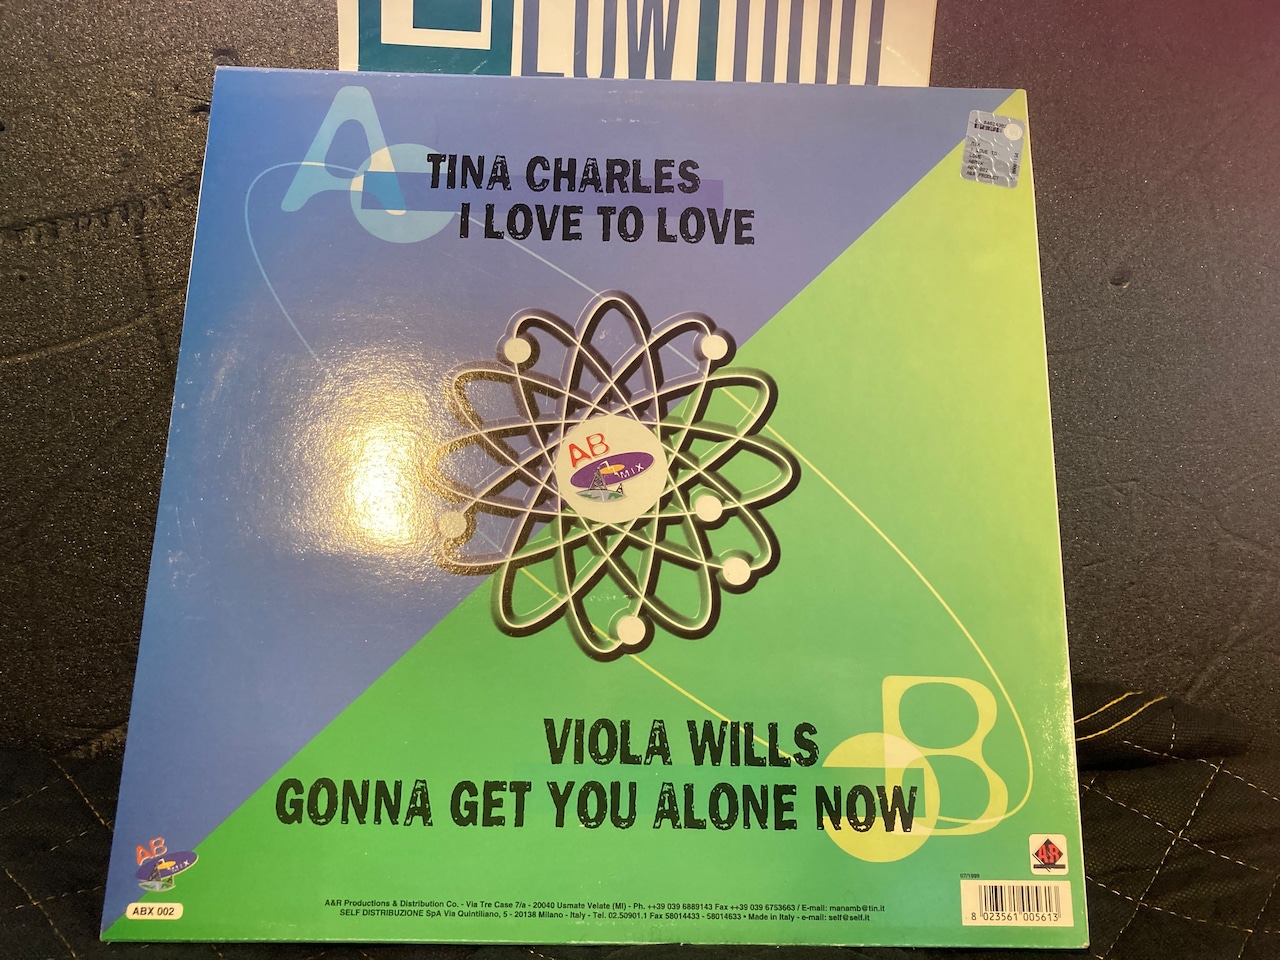 LOW
A
TINA CHARLES
I LOVE TO LOVE
AB
MIX
VIOLA WILLS
GONNA GET YOU ALONE NOW
B
AB
MIX
ABX 002
A&R
07/1999
A&R Productions & Distribution Co. - Via Tre Case 7/a - 20040 Usmate Velate (MI) - Ph. ++39 039 6889143 Fax ++39 039 6753663 / E-mail: manamb@tin.it
SELF DISTRIBUZIONE SpA Via Quintiliano, 5 - 20138 Milano - Italy - Tel. 02.50901.1 Fax 58014433 - 58014633 • Made in Italy - e-mail: self@self.it
8 023561 005613